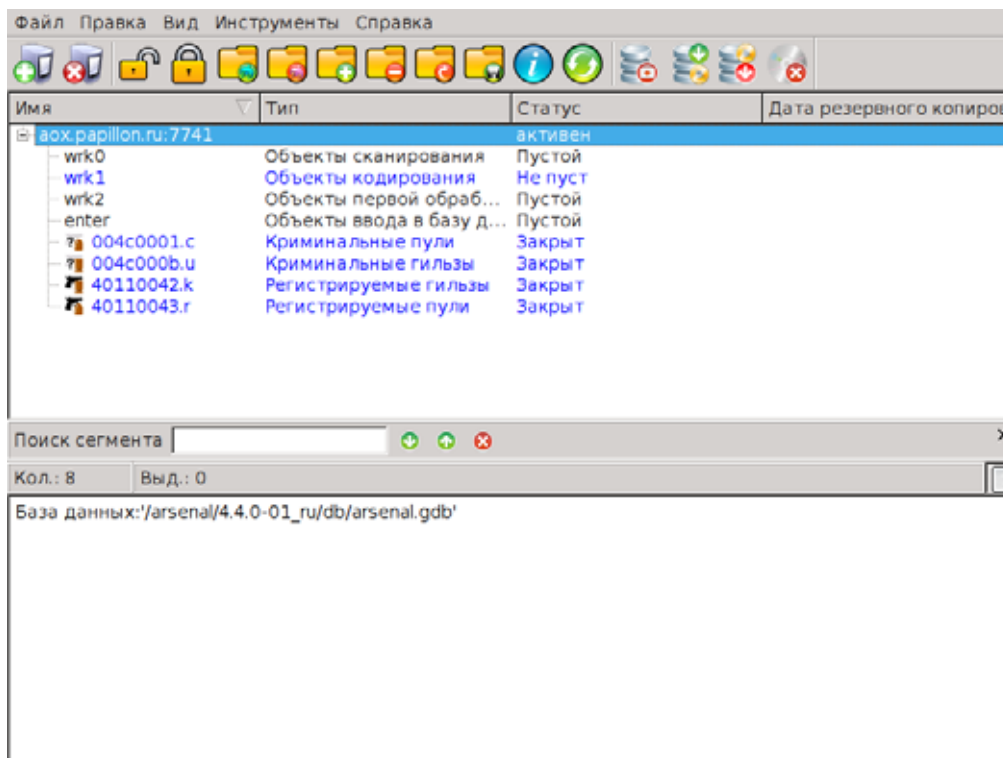 Файл Правка Вид Инструменты Справка
Имя Тип Статус Дата резервного копиров
aox.papillon.ru:7741 активен
wrk0 Объекты сканирования Пустой
wrk1 Объекты кодирования Не пуст
wrk2 Объекты первой обраб... Пустой
enter Объекты ввода в базу д... Пустой
004c0001.c Криминальные пули Закрыт
004c000b.u Криминальные гильзы Закрыт
40110042.k Регистрируемые гильзы Закрыт
40110043.r Регистрируемые пули Закрыт
Поиск сегмента
Кол.: 8 Выд.: 0
База данных:'/arsenal/4.4.0-01_ru/db/arsenal.gdb'